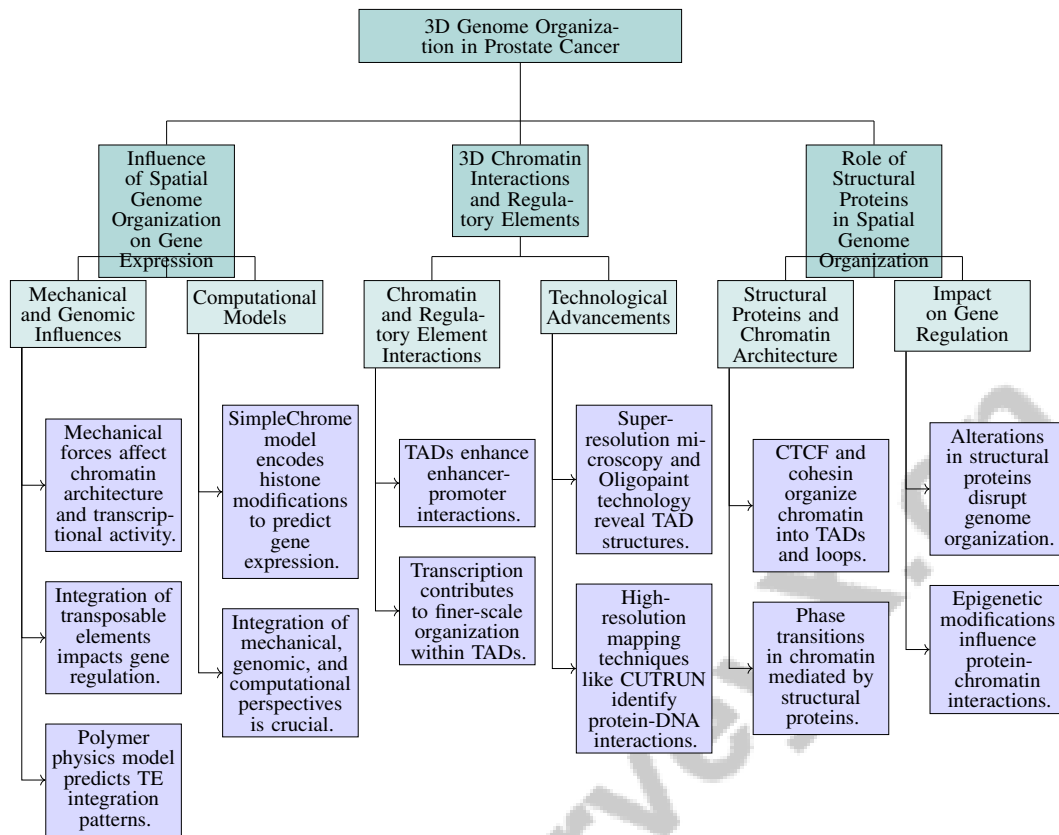 3D Genome Organiza-
tion in Prostate Cancer
Influence
of Spatial
Genome
Organization
on Gene
Expression
3D Chromatin
Interactions
and Regula-
tory Elements
Role of
Structural
Proteins
in Spatial
Genome
Organization
Mechanical
and Genomic
Influences
Computational
Models
Chromatin
and Regula-
tory Element
Interactions
Technological
Advancements
Structural
Proteins and
Chromatin
Architecture
Impact
on Gene
Regulation
Mechanical
forces affect
chromatin
architecture
and transcrip-
tional activity.
Integration of
transposable
elements
impacts gene
regulation.
Polymer
physics model
predicts TE
integration
patterns.
SimpleChrome
model
encodes
histone
modifications
to predict
gene
expression.
Integration of
mechanical,
genomic, and
computational
perspectives
is crucial.
TADs enhance
enhancer-
promoter
interactions.
Transcription
contributes
to finer-scale
organization
within TADs.
Super-
resolution mi-
croscopy and
Oligopaint
technology
reveal TAD
structures.
High-
resolution
mapping
techniques
like CUTRUN
identify
protein-DNA
interactions.
CTCF and
cohesin
organize
chromatin
into TADs
and loops.
Phase
transitions
in chromatin
mediated by
structural
proteins.
Alterations
in structural
proteins
disrupt
genome
organization.
Epigenetic
modifications
influence
protein-
chromatin
interactions.